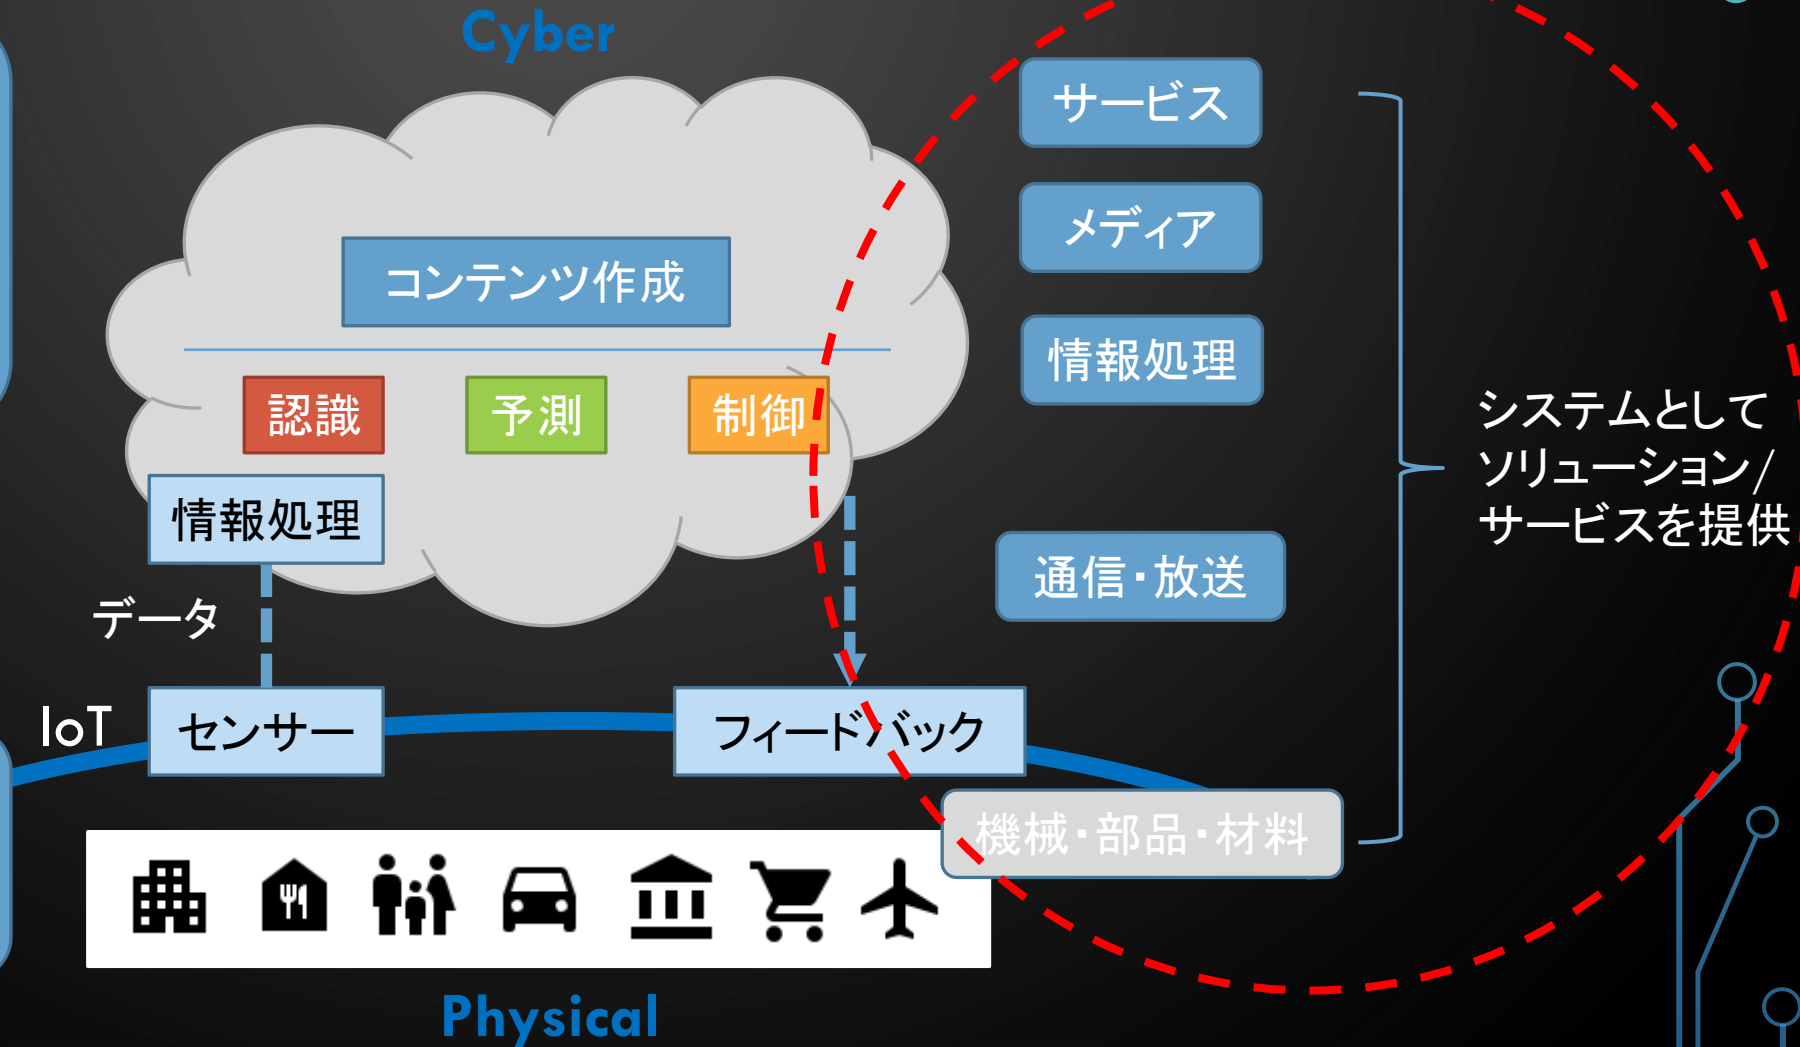 Cyber
サービス
メディア
コンテンツ作成
情報処理
認識
予測
制御
システムとして
ソリューション/
サービスを提供
情報処理
通信・放送
データ
IoT
センサー
フィードバック
機械・部品・材料
Physical